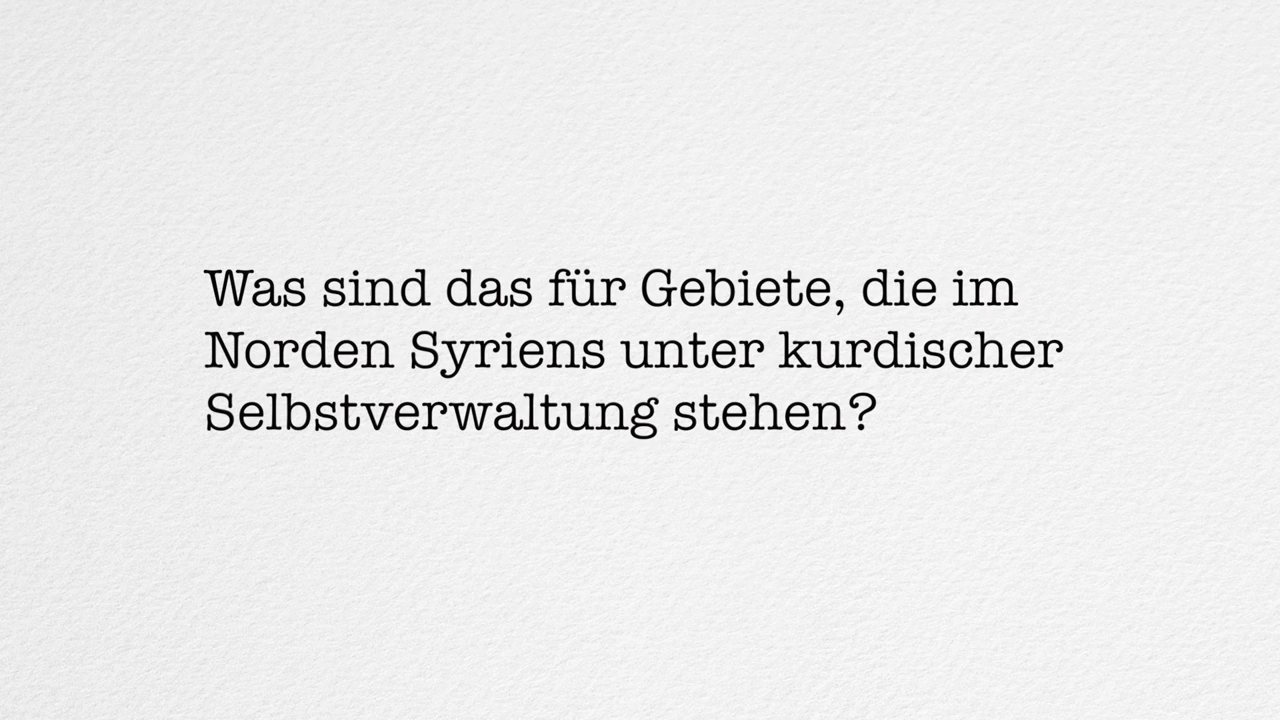 Was sind das für Gebiete, die im
Norden Syriens unter kurdischer
Selbstverwaltung stehen?